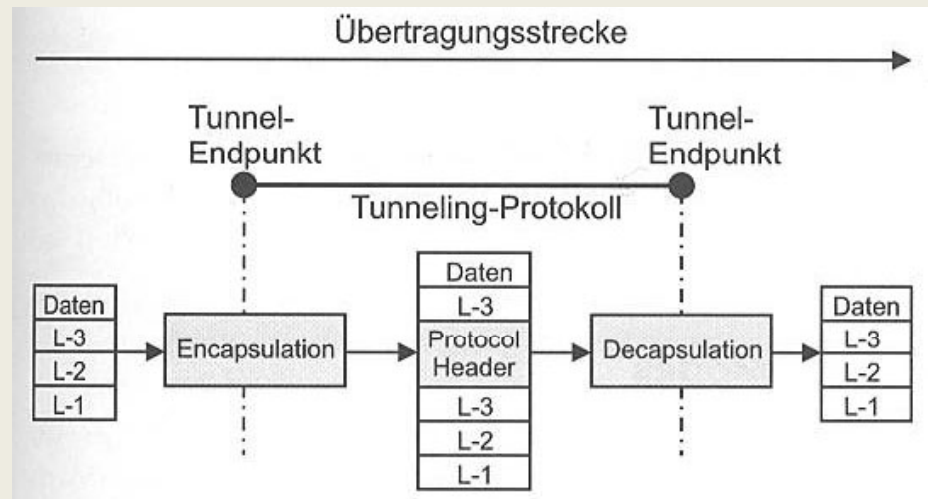 Übertragungsstrecke
Tunnel-
Endpunkt
Tunnel-
Endpunkt
Tunneling-Protokoll
Daten
L-3
L-2
L-1
Encapsulation
Daten
L-3
Protocol
Header
L-3
L-2
L-1
Decapsulation
Daten
L-3
L-2
L-1